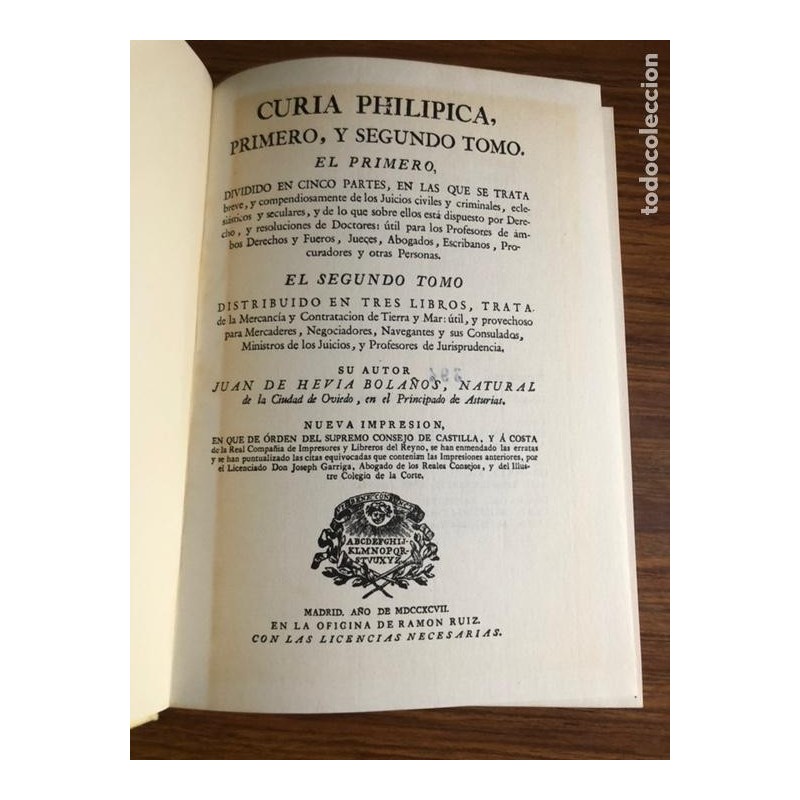 CURIA PHILIPICA,
PRIMERO, Y SEGUNDO TOMO.
EL PRIMERO,
DIVIDIDO EN CINCO PARTES, EN LAS QUE SE TRATA
breve, y compendiosamente de los Juicios civiles y criminales, ecle-
siásticos y seculares, y de lo que sobre ellos está dispuesto por Dere-
cho, y resoluciones de Doctores: útil para los Profesores de ám-
bos Derechos y Fueros, Jueces, Abogados, Escribanos, Pro-
curadores y otras Personas.
EL SEGUNDO TOMO
DISTRIBUIDO EN TRES LIBROS, TRATA
de la Mercancía y Contratacion de Tierra y Mar: útil, y provechoso
para Mercaderes, Negociadores, Navegantes y sus Consulados,
Ministros de los Juicios, y Profesores de Jurisprudencia.
SU AUTOR
JUAN DE HEVIA BOLAÑOS, NATURAL
de la Ciudad de Oviedo, en el Principado de Asturias.
NUEVA IMPRESION,
EN QUE DE ÓRDEN DEL SUPREMO CONSEJO DE CASTILLA, Y Á COSTA
de la Real Compañia de Impresores y Libreros del Reyno, se han enmendado las erratas
y se han puntualizado las citas equivocadas que contenian las Impresiones anteriores, por
el Licenciado Don Joseph Garriga, Abogado de los Reales Consejos, y del Illus-
tre Colegio de la Corte.
ABCDEFGHIJ-
KLMNOPQR-
STVUXYZ
MADRID. AÑO DE MDCCXCVII.
EN LA OFICINA DE RAMON RUIZ.
CON LAS LICENCIAS NECESARIAS.
todocoleccion